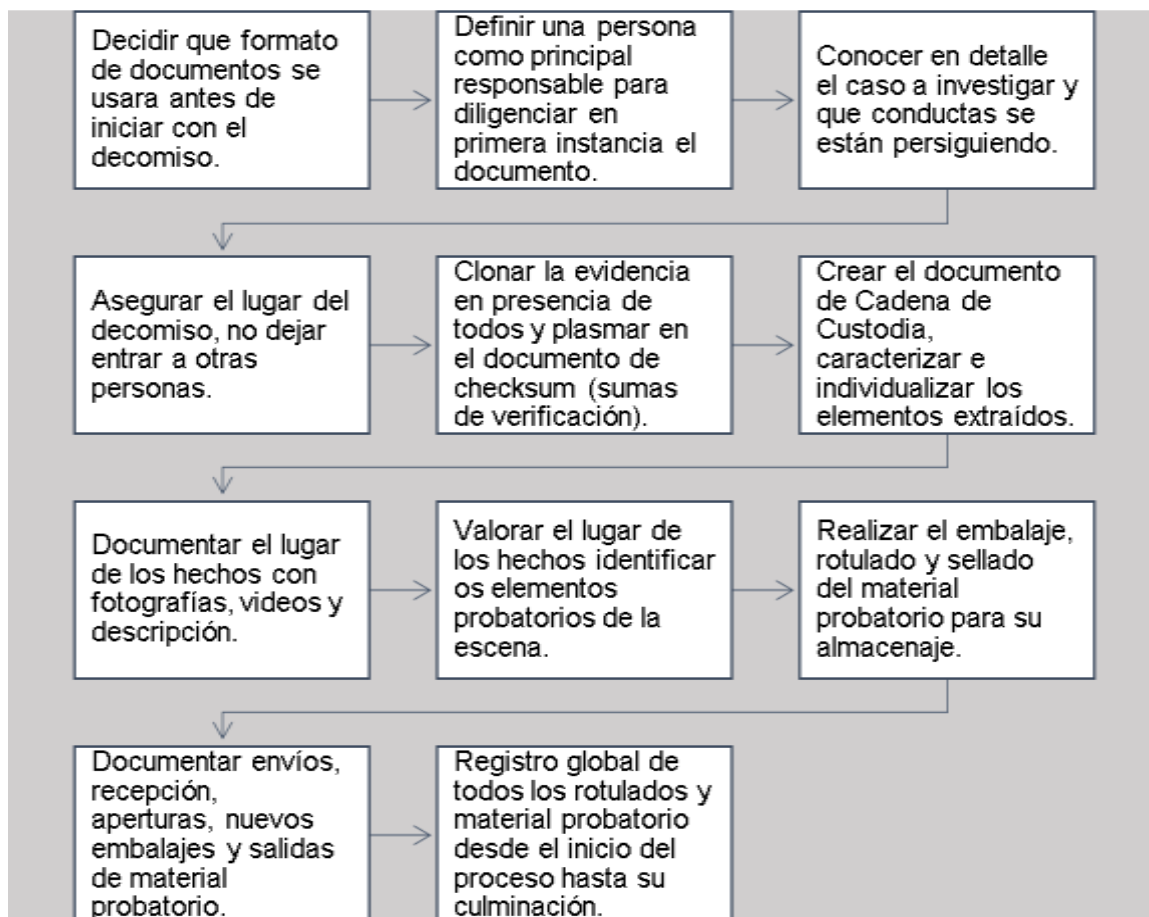 Decidir que formato
de documentos se
usara antes de
iniciar con el
decomiso.
Definir una persona
como principal
responsable para
diligenciar en
primera instancia el
documento.
Conocer en detalle
el caso a investigar y
que conductas se
están persiguiendo.
Asegurar el lugar del
decomiso, no dejar
entrar a otras
personas.
Clonar la evidencia
en presencia de
todos y plasmar en
el documento de
checksum (sumas
de verificación).
Crear el documento
de Cadena de
Custodia,
caracterizar e
individualizar los
elementos extraídos.
Documentar el lugar
de los hechos con
fotografías, videos y
descripción.
Valorar el lugar de
los hechos identificar
os elementos
probatorios de la
escena.
Realizar el embalaje,
rotulado y sellado
del material
probatorio para su
almacenaje.
Documentar envíos,
recepción,
aperturas, nuevos
embalajes y salidas
de material
probatorio.
Registro global de
todos los rotulados y
material probatorio
desde el inicio del
proceso hasta su
culminación.